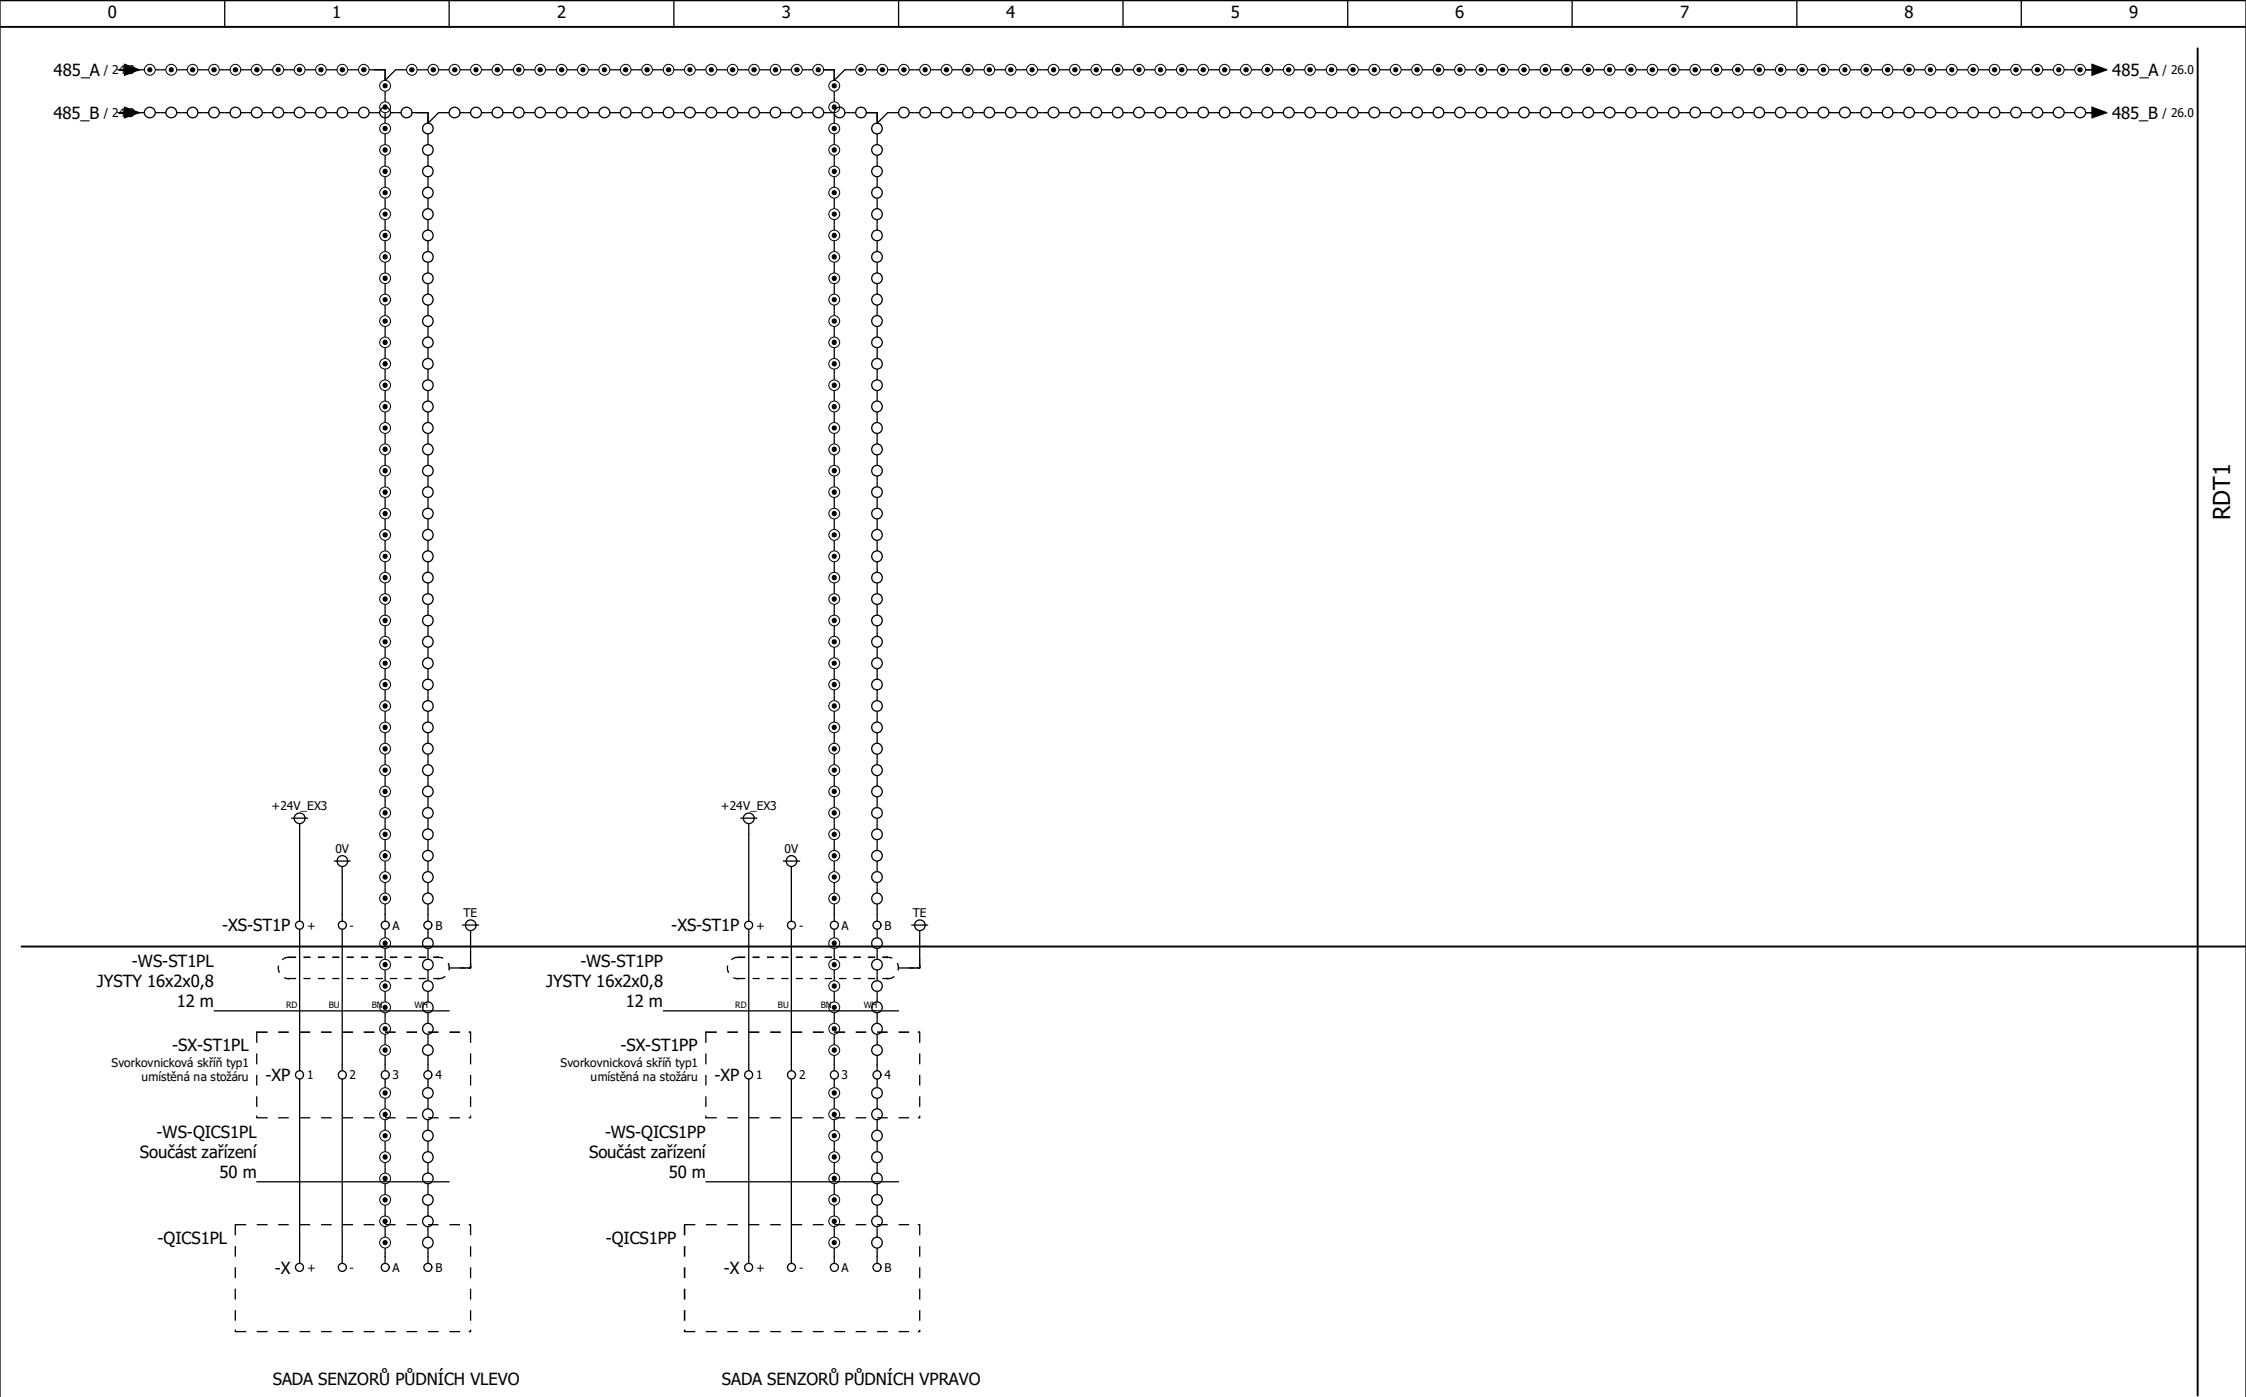 0 1 2 3 4 5 6 7 8 9
485_A / 485_A / 26.0
485_B / 485_B / 26.0
RDT1
+24V_EX3 +24V_EX3
0V 0V
-XS-ST1P + - A B TE -XS-ST1P + - A B TE
-WS-ST1PL -WS-ST1PP
JYSTY 16x2x0,8 JYSTY 16x2x0,8
12 m RD BU BN WH 12 m RD BU BN WH
-SX-ST1PL -SX-ST1PP
Svorkovnicková skříň typ1 Svorkovnicková skříň typ1
umístěná na stožáru umístěná na stožáru
-XP 1 2 3 4 -XP 1 2 3 4
-WS-QICS1PL -WS-QICS1PP
Součást zařízení Součást zařízení
50 m 50 m
-QICS1PL -QICS1PP
-X + - A B -X + - A B
SADA SENZORŮ PŮDNÍCH VLEVO SADA SENZORŮ PŮDNÍCH VPRAVO